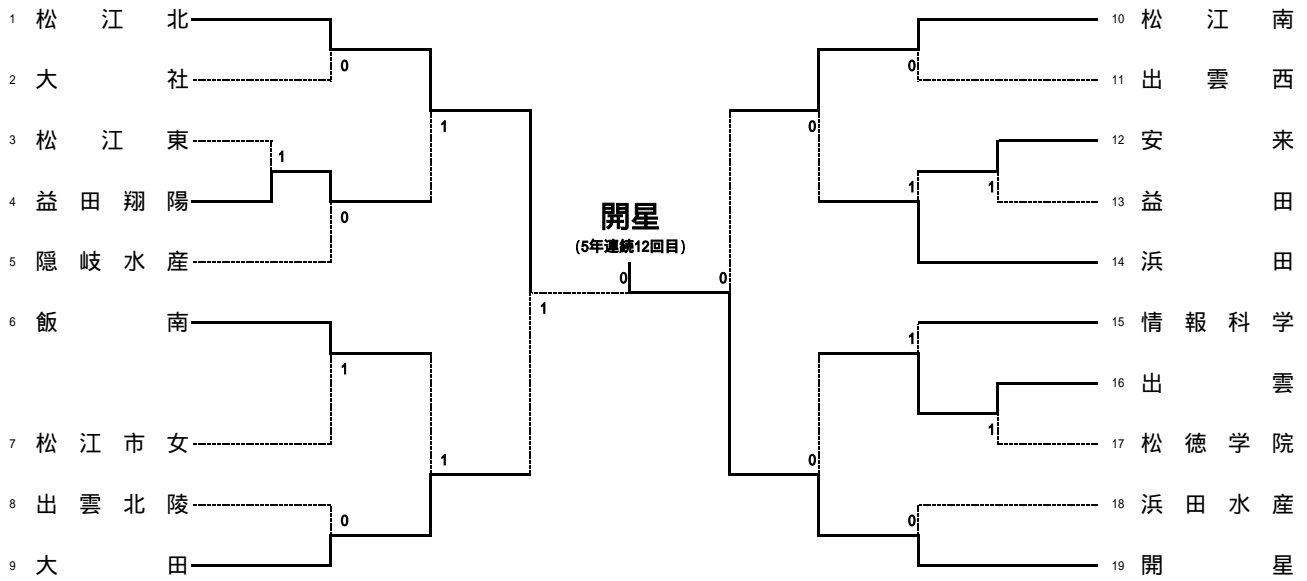 1 松江北
2 大社
3 松江東
4 益田翔陽
5 隠岐水産
6 飯南
7 松江市女
8 出雲北陵
9 大田
0
1
0
1
1
0
1
1
開星
(5年連続12回目)
0
0
0
0
1
1
1
1
0
0
10 松江南
11 出雲西
12 安来
13 益田
14 浜田
15 情報科学
16 出雲
17 松徳学院
18 浜田水産
19 開星